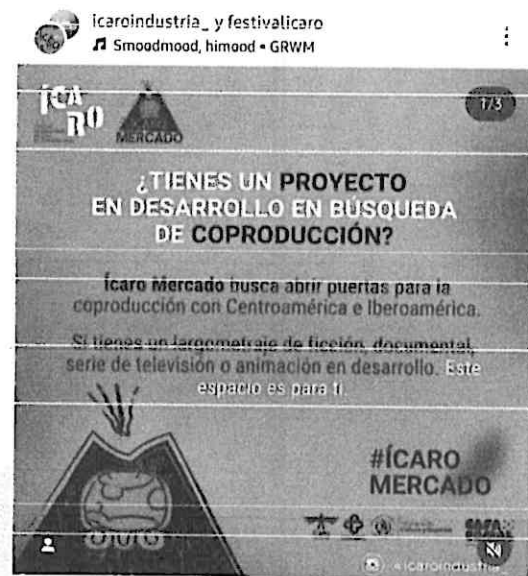 icaroindustria_ y festivalicaro
Smoodmood, himood • GRWM
ÍCA
RO
MERCADO
1/3
¿TIENES UN PROYECTO
EN DESARROLLO EN BÚSQUEDA
DE COPRODUCCIÓN?
Ícaro Mercado busca abrir puertas para la
coproducción con Centroamérica e Iberoamérica.
Si tienes un largometraje de ficción, documental,
serie de televisión o animación en desarrollo. Este
espacio es para ti.
#ÍCARO
MERCADO
icaroindustria_